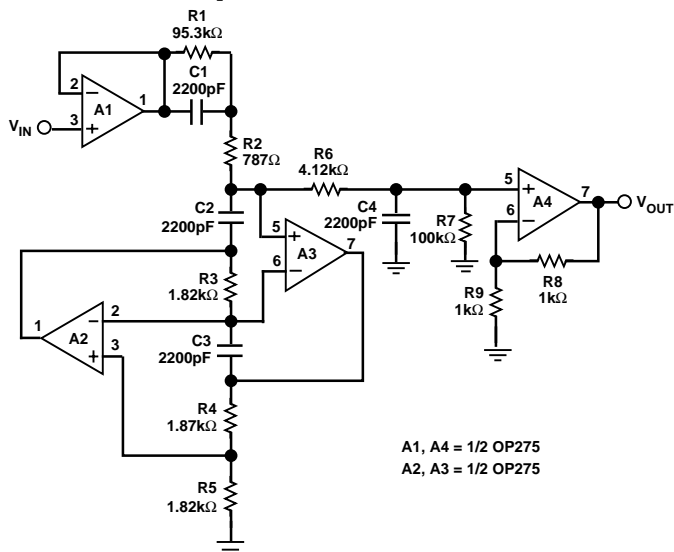 R1
95.3kΩ
C1
2200pF
2
−
A1
1
VIN
3
+
R2
787Ω
R6
4.12kΩ
5
+
A4
7
VOUT
6
−
C2
2200pF
C4
2200pF
R7
100kΩ
5
+
A3
7
6
−
R8
1kΩ
R9
1kΩ
R3
1.82kΩ
1
A2
−
2
+
3
C3
2200pF
R4
1.87kΩ
R5
1.82kΩ
A1, A4 = 1/2 OP275
A2, A3 = 1/2 OP275